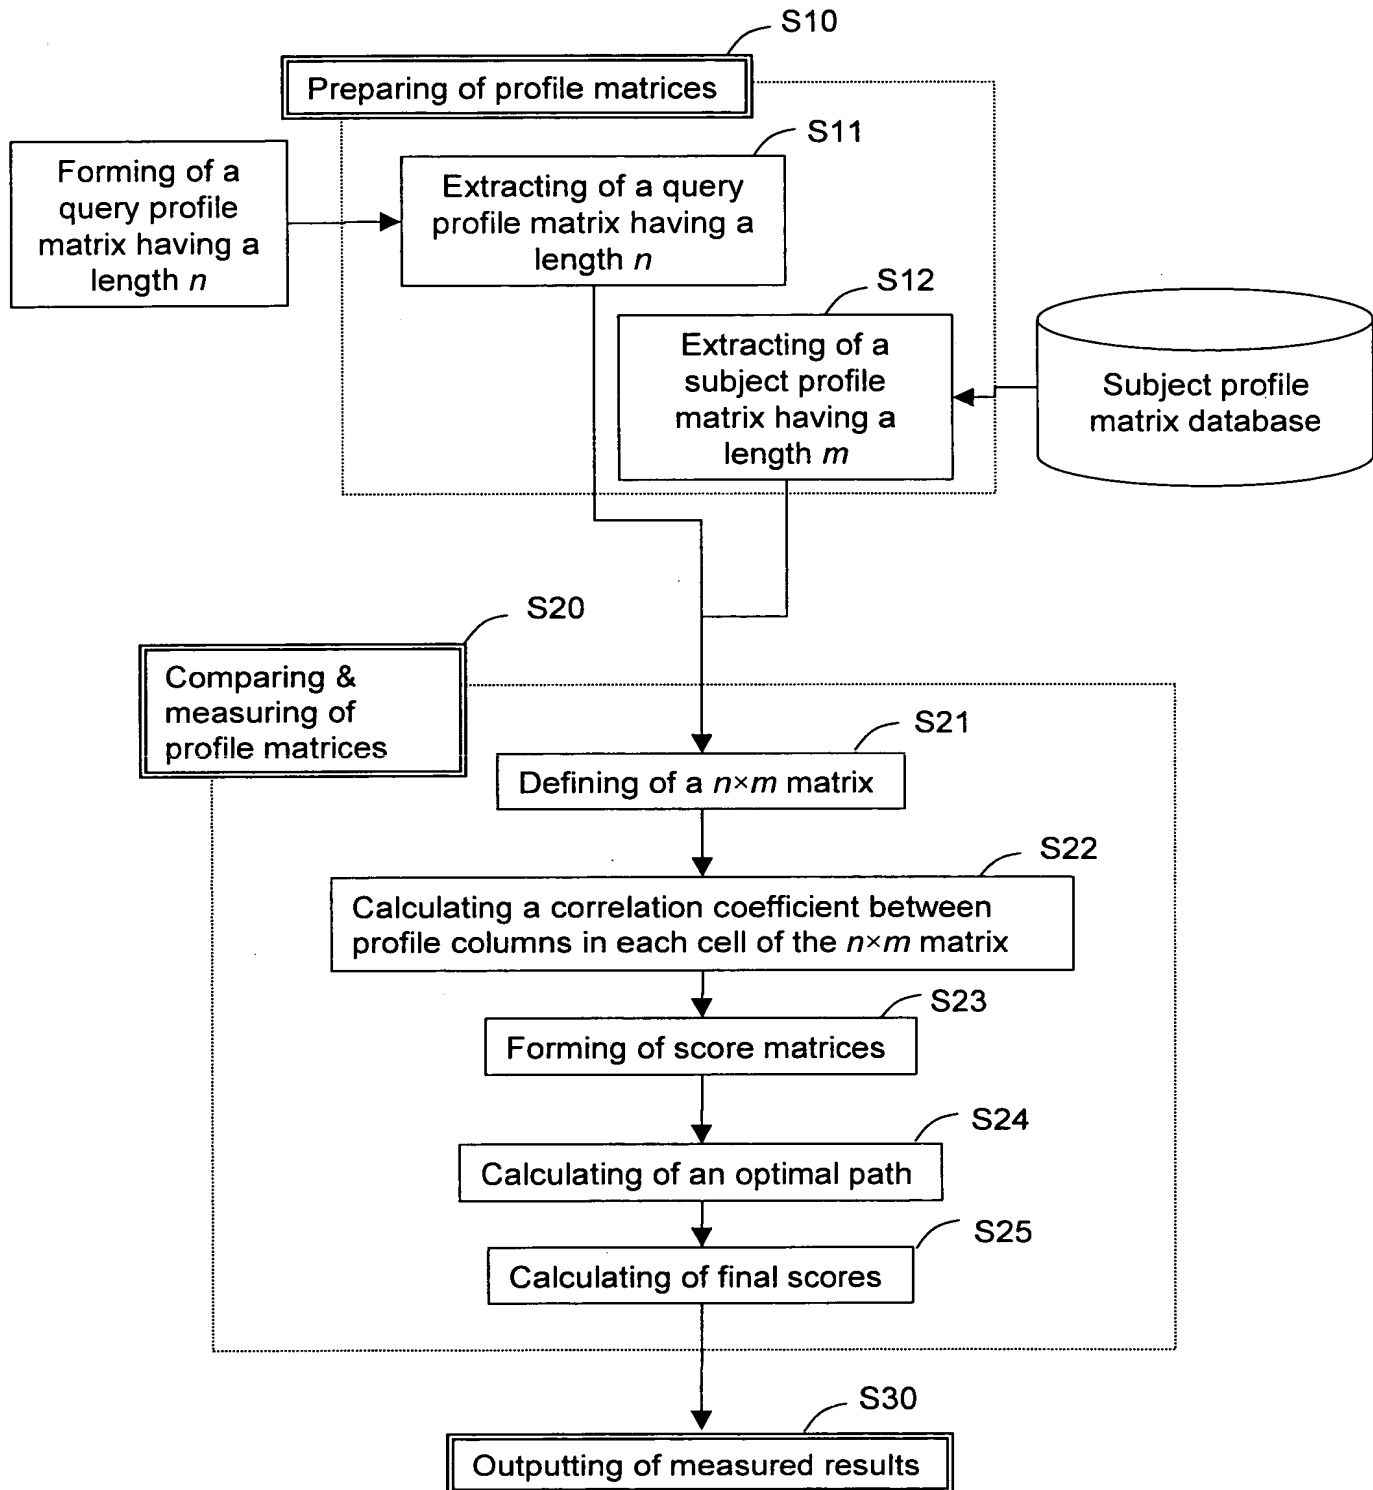 S10
Preparing of profile matrices
S11
Forming of a
query profile
matrix having a
length n
Extracting of a query
profile matrix having a
length n
S12
Extracting of a
subject profile
matrix having a
length m
Subject profile
matrix database
S20
Comparing &
measuring of
profile matrices
S21
Defining of a n×m matrix
S22
Calculating a correlation coefficient between
profile columns in each cell of the n×m matrix
S23
Forming of score matrices
S24
Calculating of an optimal path
S25
Calculating of final scores
S30
Outputting of measured results